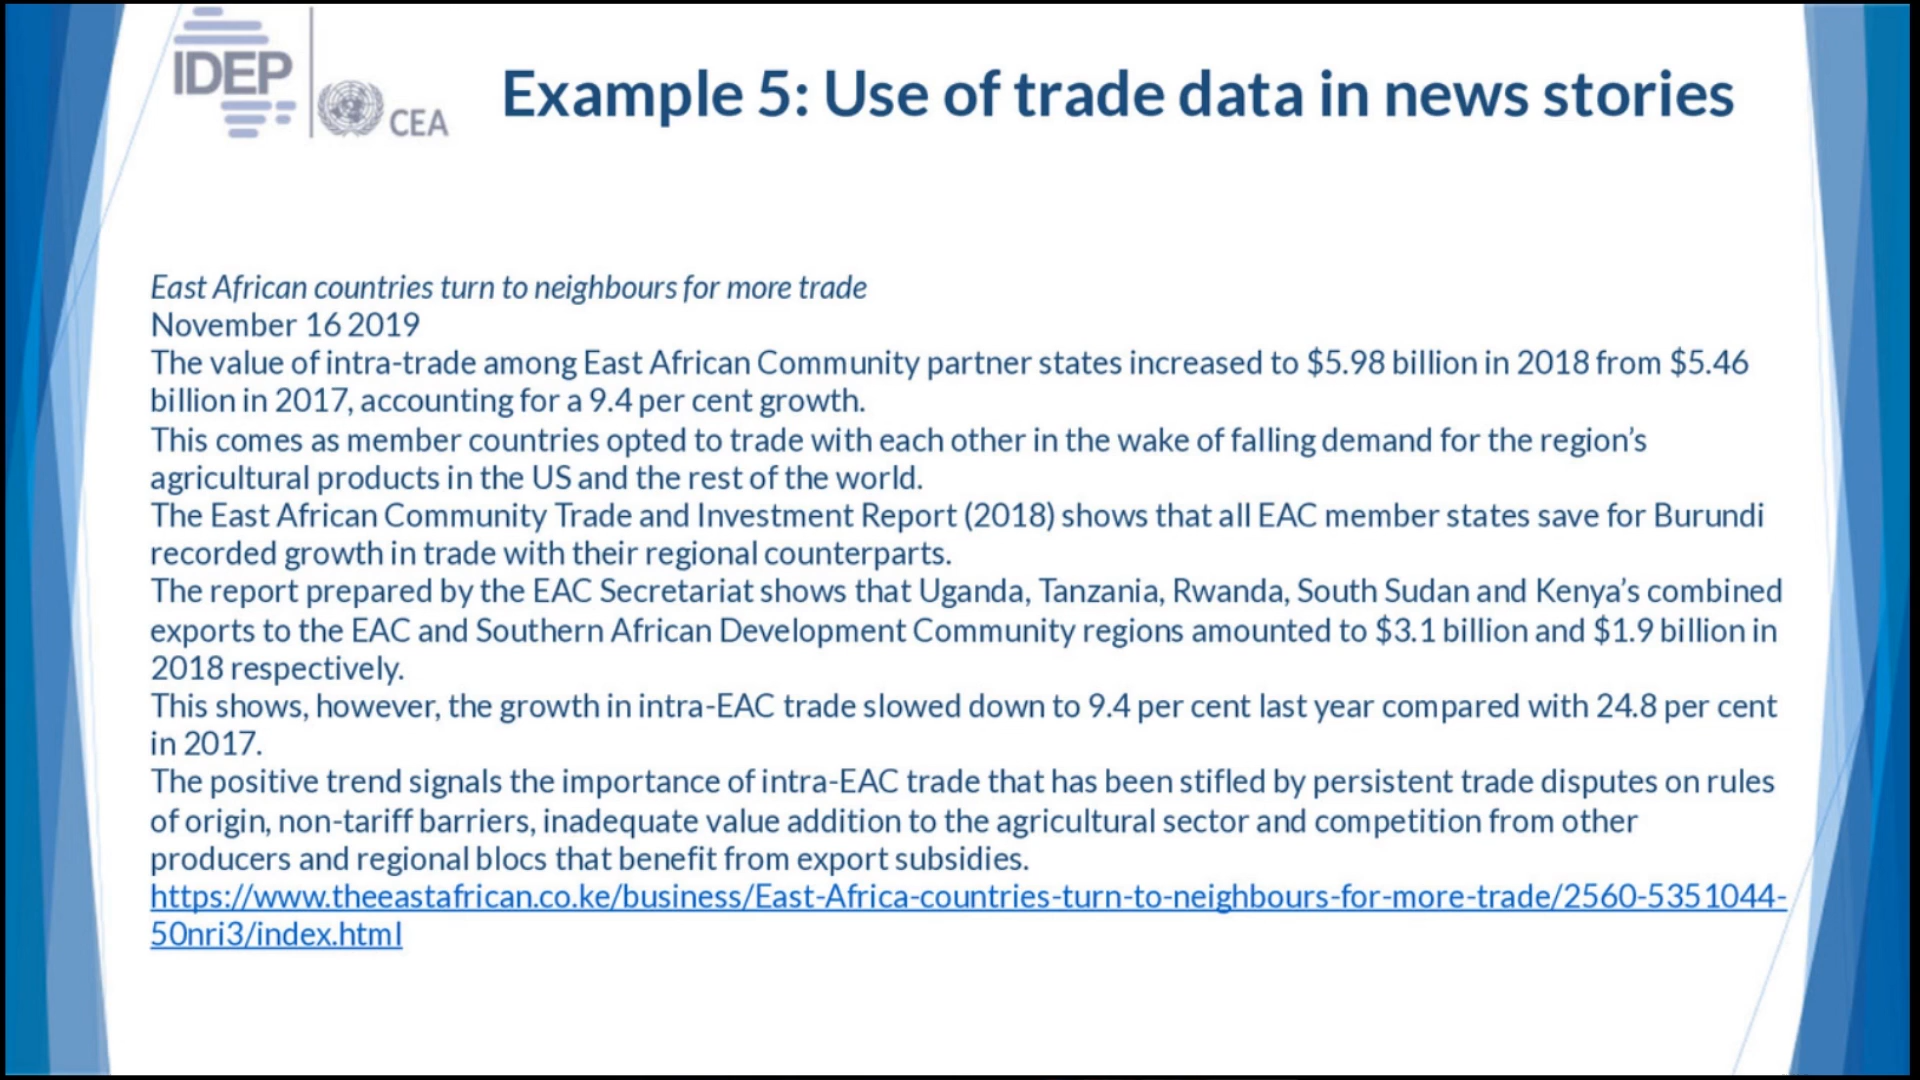 IDEP
CEA
Example 5: Use of trade data in news stories
East African countries turn to neighbours for more trade
November 16 2019
The value of intra-trade among East African Community partner states increased to $5.98 billion in 2018 from $5.46
billion in 2017, accounting for a 9.4 per cent growth.
This comes as member countries opted to trade with each other in the wake of falling demand for the region’s
agricultural products in the US and the rest of the world.
The East African Community Trade and Investment Report (2018) shows that all EAC member states save for Burundi
recorded growth in trade with their regional counterparts.
The report prepared by the EAC Secretariat shows that Uganda, Tanzania, Rwanda, South Sudan and Kenya’s combined
exports to the EAC and Southern African Development Community regions amounted to $3.1 billion and $1.9 billion in
2018 respectively.
This shows, however, the growth in intra-EAC trade slowed down to 9.4 per cent last year compared with 24.8 per cent
in 2017.
The positive trend signals the importance of intra-EAC trade that has been stifled by persistent trade disputes on rules
of origin, non-tariff barriers, inadequate value addition to the agricultural sector and competition from other
producers and regional blocs that benefit from export subsidies.
https://www.theeastafrican.co.ke/business/East-Africa-countries-turn-to-neighbours-for-more-trade/2560-5351044-
50nri3/index.html